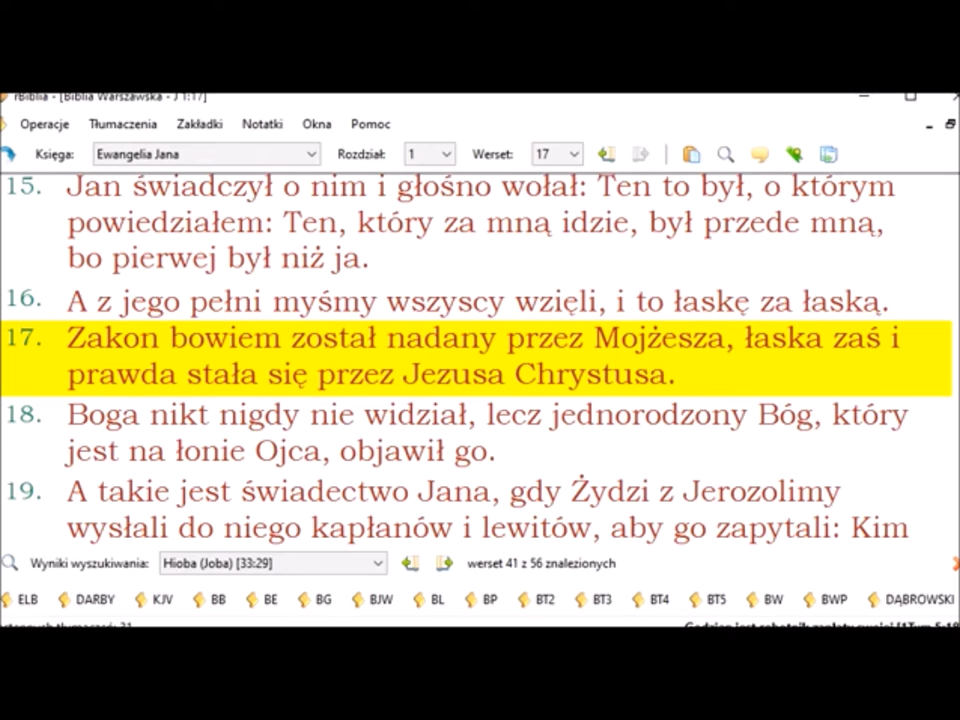 rBiblia - [Biblia Warszawska - J 1:17]
Operacje Tłumaczenia Zakładki Notatki Okna Pomoc
Księga: Ewangelia Jana Rozdział: 1 Werset: 17
15. Jan świadczył o nim i głośno wołał: Ten to był, o którym
powiedziałem: Ten, który za mną idzie, był przede mną,
bo pierwej był niż ja.
16. A z jego pełni myśmy wszyscy wzięli, i to łaskę za łaską.
17. Zakon bowiem został nadany przez Mojżesza, łaska zaś i
prawda stała się przez Jezusa Chrystusa.
18. Boga nikt nigdy nie widział, lecz jednorodzony Bóg, który
jest na łonie Ojca, objawił go.
19. A takie jest świadectwo Jana, gdy Żydzi z Jerozolimy
wysłali do niego kapłanów i lewitów, aby go zapytali: Kim
Wyniki wyszukiwania: Hioba (Joba) [33:29] werset 41 z 56 znalezionych
ELB DARBY KJV BB BE BG BJW BL BP BT2 BT3 BT4 BT5 BW BWP DĄBROWSKI